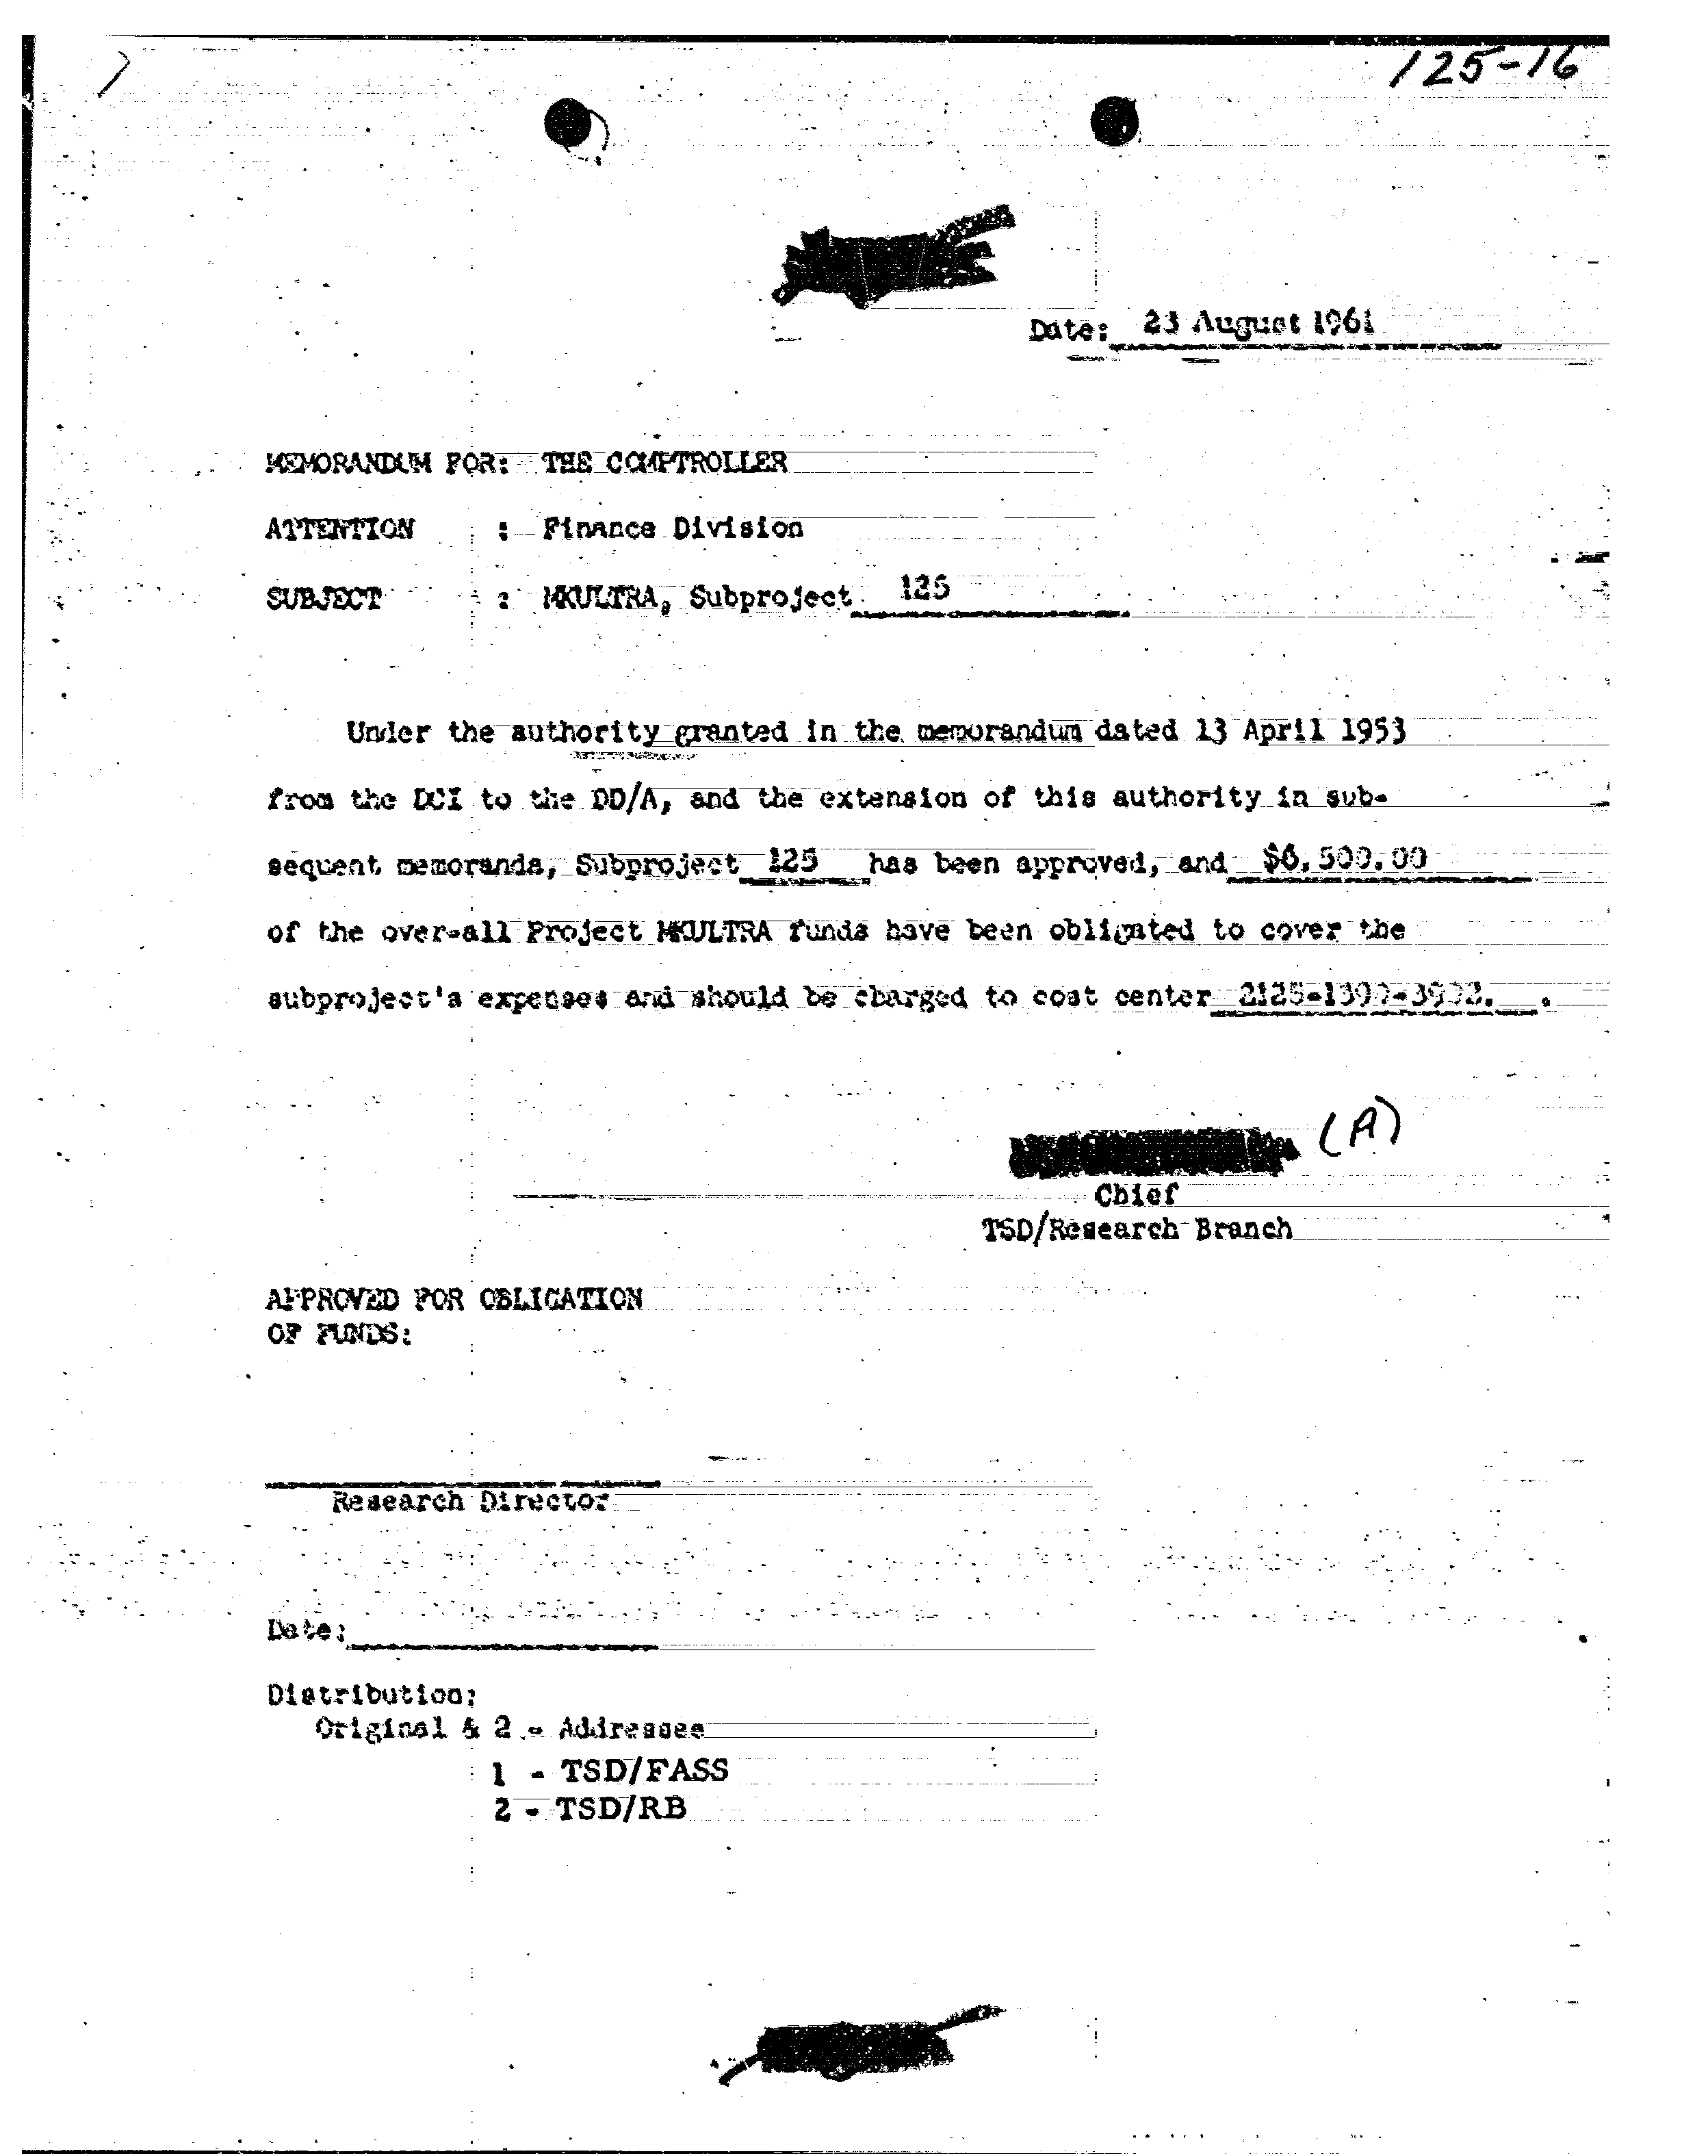 125-16
Date: 23 August 1961
MEMORANDUM FOR: THE COMPTROLLER
ATTENTION : Finance Division
SUBJECT : MKULTRA, Subproject 125
Under the authority granted in the memorandum dated 13 April 1953
from the DCI to the DD/A, and the extension of this authority in sub-
sequent memoranda, Subproject 125 has been approved, and $6,500.00
of the over-all Project MKULTRA funds have been obligated to cover the
subproject's expenses and should be charged to cost center
(A)
Chief
TSD/Research Branch
APPROVED FOR OBLIGATION
OF FUNDS:
Research Director
Date:
Distribution:
Original & 2 - Addressee
1 - TSD/FASS
2 - TSD/RB